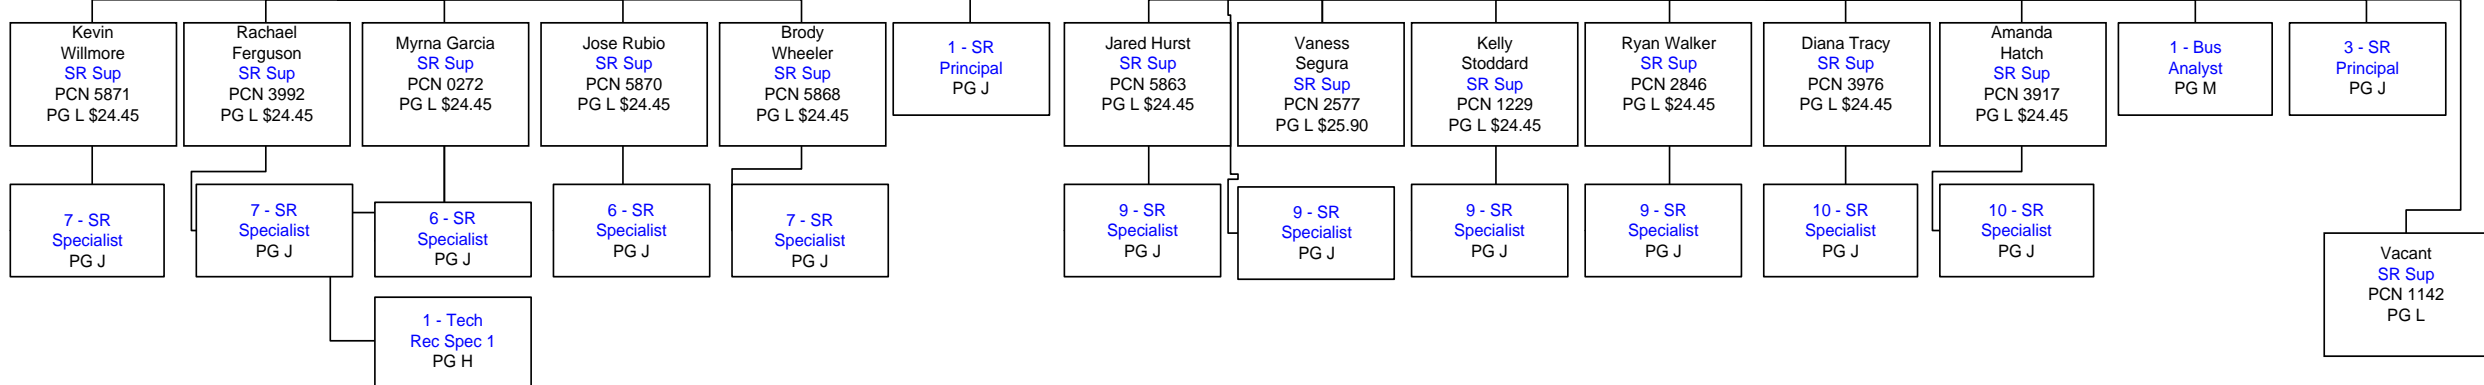 Kevin
Willmore
SR Sup
PCN 5871
PG L $24.45
Rachael
Ferguson
SR Sup
PCN 3992
PG L $24.45
Myrna Garcia
SR Sup
PCN 0272
PG L $24.45
Jose Rubio
SR Sup
PCN 5870
PG L $24.45
Brody
Wheeler
SR Sup
PCN 5868
PG L $24.45
1 - SR
Principal
PG J
Jared Hurst
SR Sup
PCN 5863
PG L $24.45
Vaness
Segura
SR Sup
PCN 2577
PG L $25.90
Kelly
Stoddard
SR Sup
PCN 1229
PG L $24.45
Ryan Walker
SR Sup
PCN 2846
PG L $24.45
Diana Tracy
SR Sup
PCN 3976
PG L $24.45
Amanda
Hatch
SR Sup
PCN 3917
PG L $24.45
1 - Bus
Analyst
PG M
3 - SR
Principal
PG J
7 - SR
Specialist
PG J
7 - SR
Specialist
PG J
6 - SR
Specialist
PG J
6 - SR
Specialist
PG J
7 - SR
Specialist
PG J
9 - SR
Specialist
PG J
9 - SR
Specialist
PG J
9 - SR
Specialist
PG J
9 - SR
Specialist
PG J
10 - SR
Specialist
PG J
10 - SR
Specialist
PG J
Vacant
SR Sup
PCN 1142
PG L
1 - Tech
Rec Spec 1
PG H